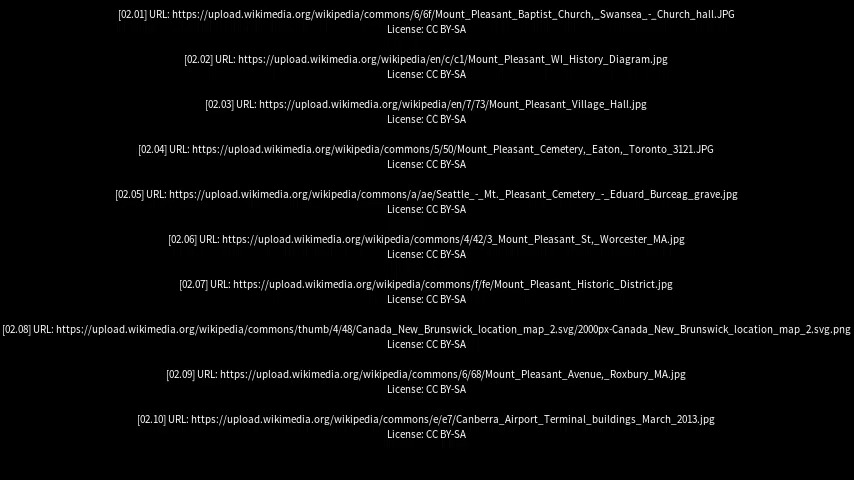 [02.01] URL: https://upload.wikimedia.org/wikipedia/commons/6/6f/Mount_Pleasant_Baptist_Church,_Swansea_-_Church_hall.JPG
License: CC BY-SA
[02.02] URL: https://upload.wikimedia.org/wikipedia/en/c/c1/Mount_Pleasant_WI_History_Diagram.jpg
License: CC BY-SA
[02.03] URL: https://upload.wikimedia.org/wikipedia/en/7/73/Mount_Pleasant_Village_Hall.jpg
License: CC BY-SA
[02.04] URL: https://upload.wikimedia.org/wikipedia/commons/5/50/Mount_Pleasant_Cemetery,_Eaton,_Toronto_3121.JPG
License: CC BY-SA
[02.05] URL: https://upload.wikimedia.org/wikipedia/commons/a/ae/Seattle_-_Mt._Pleasant_Cemetery_-_Eduard_Burceag_grave.jpg
License: CC BY-SA
[02.06] URL: https://upload.wikimedia.org/wikipedia/commons/4/42/3_Mount_Pleasant_St,_Worcester_MA.jpg
License: CC BY-SA
[02.07] URL: https://upload.wikimedia.org/wikipedia/commons/f/fe/Mount_Pleasant_Historic_District.jpg
License: CC BY-SA
[02.08] URL: https://upload.wikimedia.org/wikipedia/commons/thumb/4/48/Canada_New_Brunswick_location_map_2.svg/2000px-Canada_New_Brunswick_location_map_2.svg.png
License: CC BY-SA
[02.09] URL: https://upload.wikimedia.org/wikipedia/commons/6/68/Mount_Pleasant_Avenue,_Roxbury_MA.jpg
License: CC BY-SA
[02.10] URL: https://upload.wikimedia.org/wikipedia/commons/e/e7/Canberra_Airport_Terminal_buildings_March_2013.jpg
License: CC BY-SA